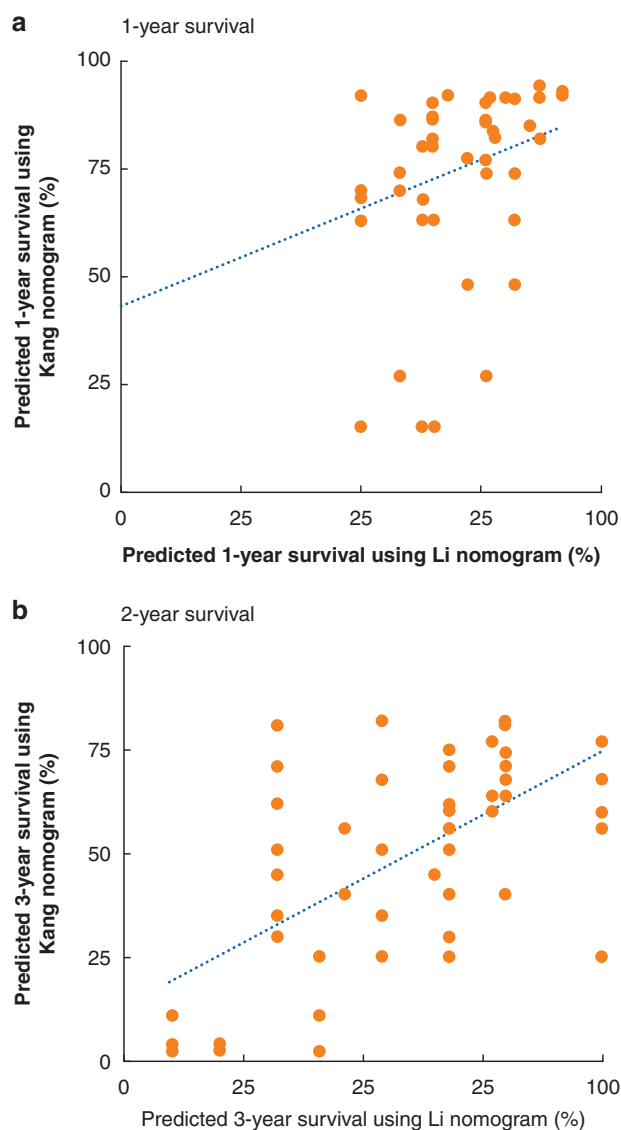 a
1-year survival
100
75
50
25
0
Predicted 1-year survival using
Kang nomogram (%)
0 25 25 25 100
Predicted 1-year survival using Li nomogram (%)
b
2-year survival
100
75
50
25
0
Predicted 3-year survival using
Kang nomogram (%)
0 25 25 25 100
Predicted 3-year survival using Li nomogram (%)